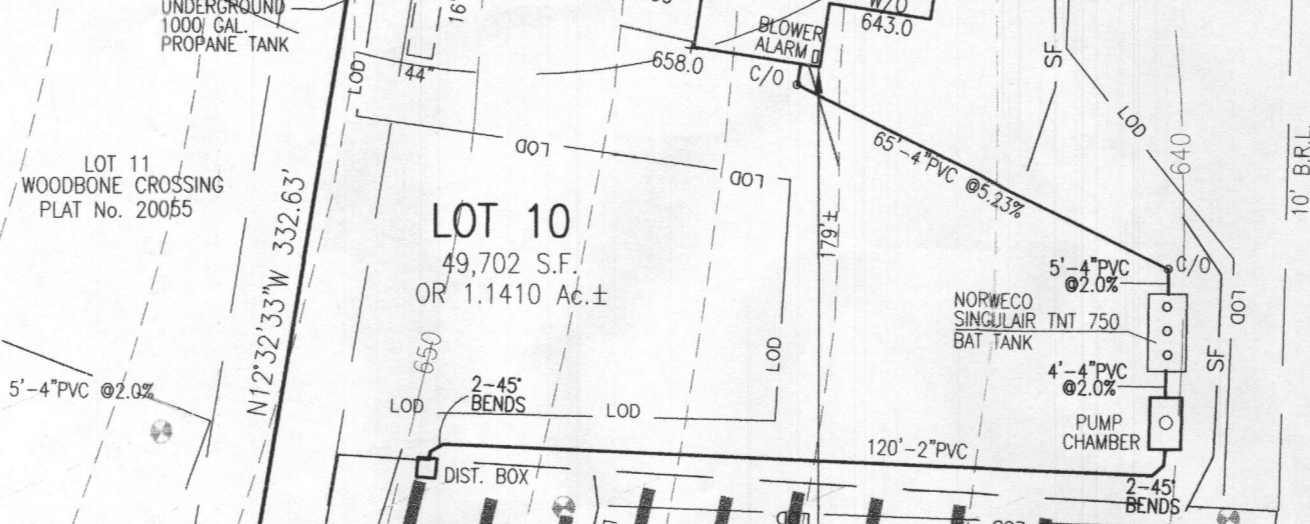 UNDERGROUND
1000 GAL.
PROPANE TANK
16'
W/O
643.0
BLOWER
ALARM
658.0
C/O
44"
LOD
SF
LOD
640
10' B.R.L.
LOD
LOD
65'-4"PVC @5.23%
LOT 11
WOODBONE CROSSING
PLAT No. 20055
N12°32'33"W 332.63'
LOT 10
49,702 S.F.
OR 1.1410 Ac.±
179'±
C/O
5'-4"PVC
@2.0%
NORWECO
SINGULAIR TNT 750
BAT TANK
LOD
SF
650
LOD
4'-4"PVC
@2.0%
5'-4"PVC @2.0%
2-45°
BENDS
LOD
LOD
PUMP
CHAMBER
120'-2"PVC
DIST. BOX
2-45°
BENDS
LOD